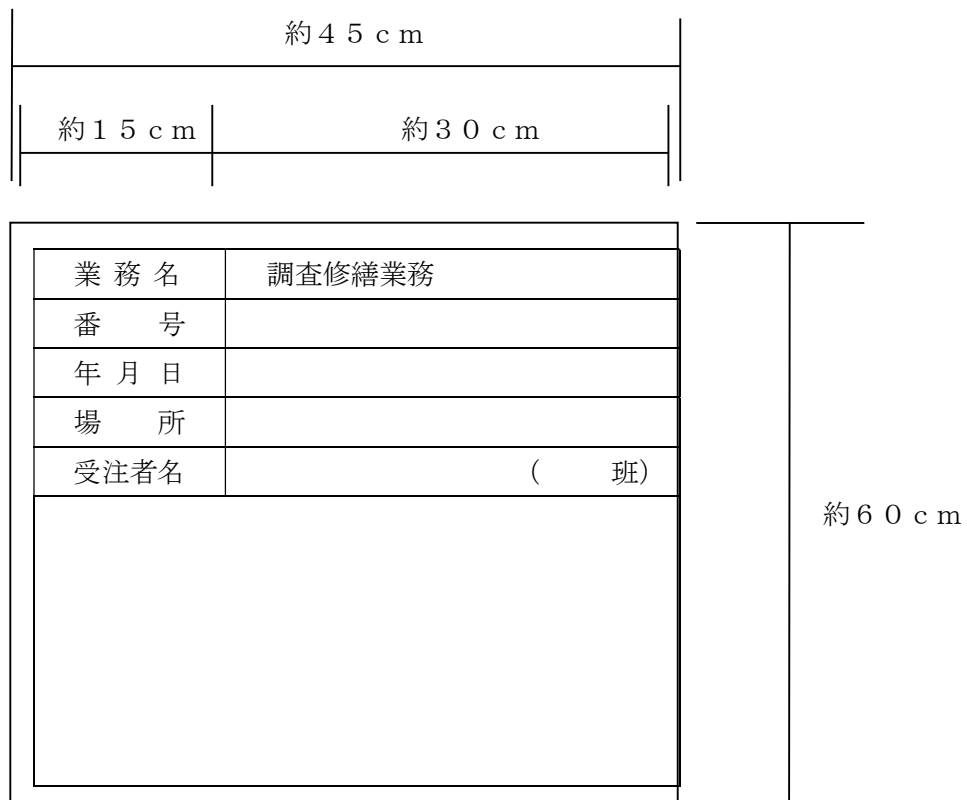 約４５ｃｍ
約１５ｃｍ 約３０ｃｍ
業 務 名 調査修繕業務
番　　号
年 月 日
場　　所
受注者名 （　　　班）
約６０ｃｍ